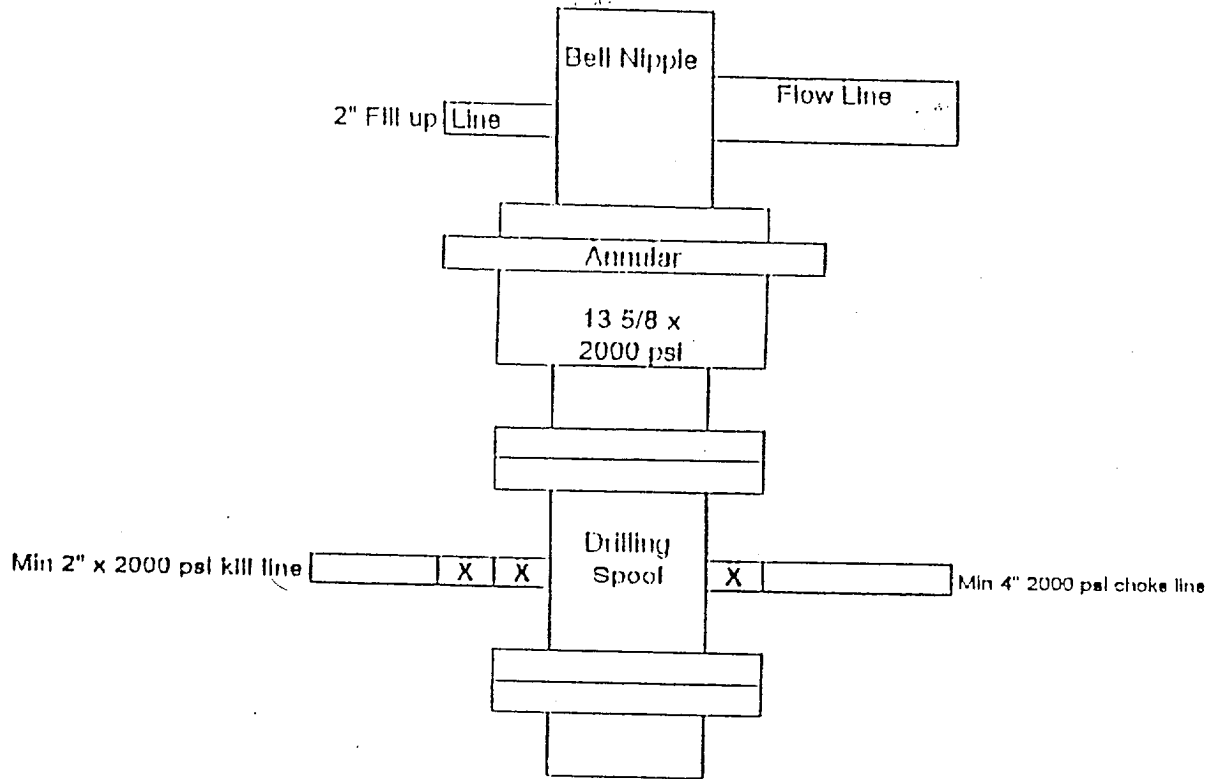 Bell Nipple
Flow Line
2" Fill up Line
Annular
13 5/8 x
2000 psi
Drilling
Spool
Min 2" x 2000 psi kill line
X X
X
Min 4" 2000 psi choke line